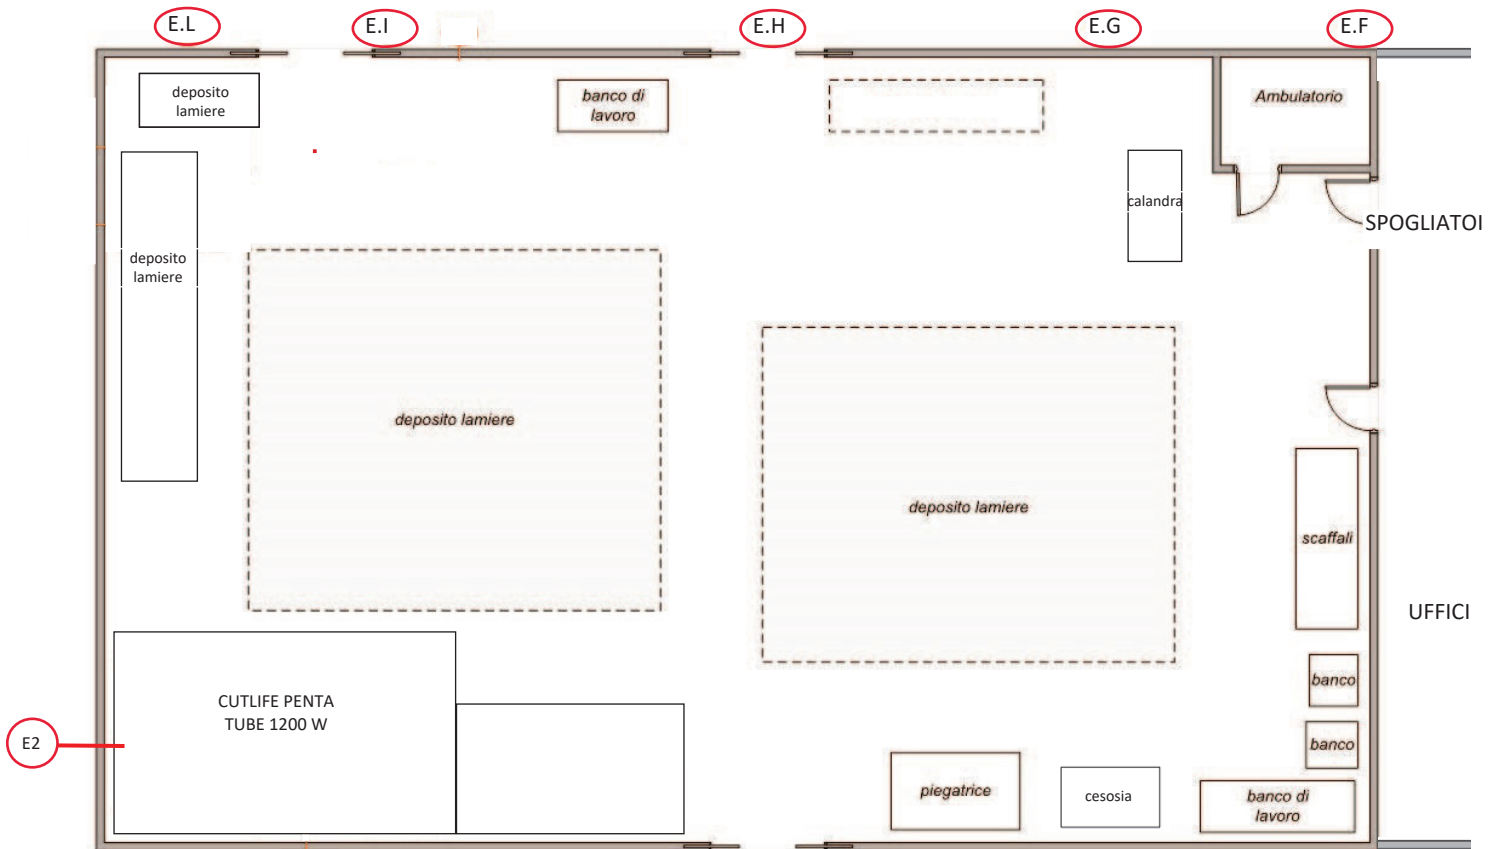 E.L
E.I
E.H
E.G
E.F
deposito
lamiere
banco di
lavoro
Ambulatorio
calandra
SPOGLIATOI
deposito
lamiere
deposito lamiere
deposito lamiere
scaffali
UFFICI
banco
CUTLIFE PENTA
TUBE 1200 W
E2
banco
piegatrice
cesosia
banco di
lavoro